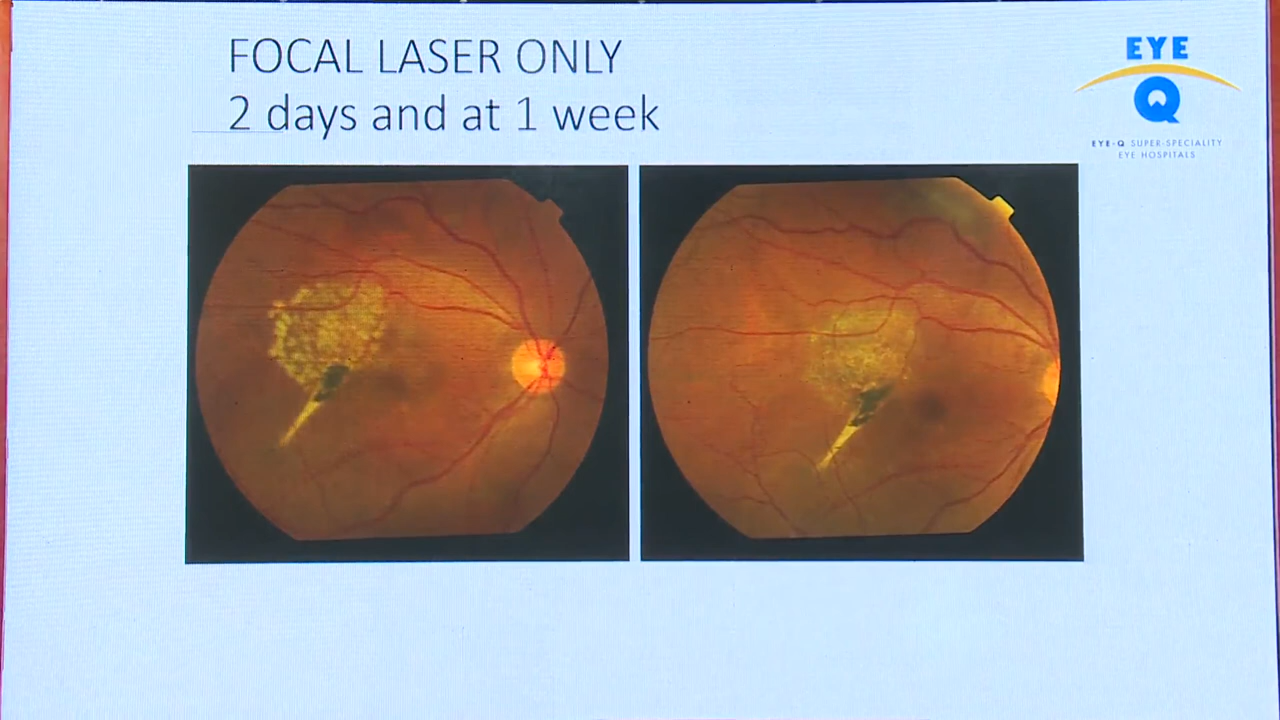 FOCAL LASER ONLY
2 days and at 1 week
EYE
Q
EYE-Q SUPER-SPECIALITY
EYE HOSPITALS